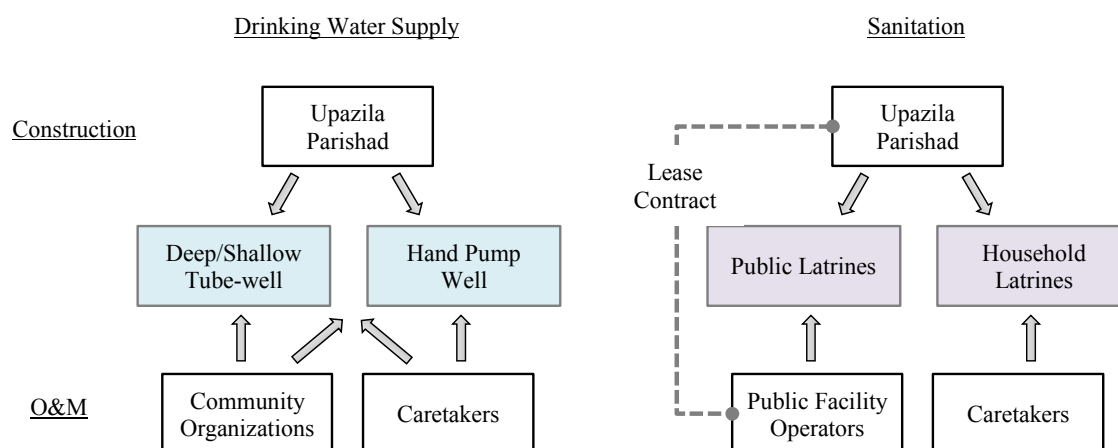 Drinking Water Supply
Sanitation
Construction
Upazila
Parishad
Upazila
Parishad
Lease
Contract
Deep/Shallow
Tube-well
Hand Pump
Well
Public Latrines
Household
Latrines
O&M
Community
Organizations
Caretakers
Public Facility
Operators
Caretakers